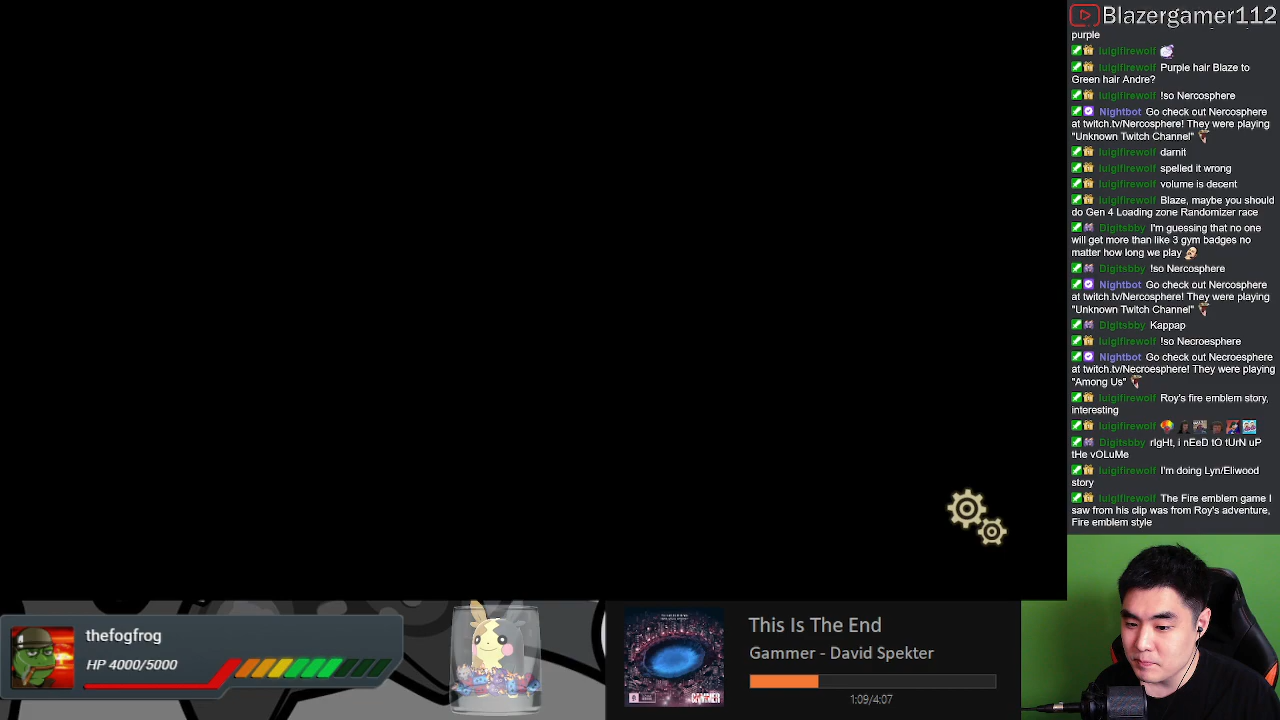 Blazergamer112
purple
luigifirewolf
luigifirewolf Purple hair Blaze to
Green hair Andre?
luigifirewolf !so Nercosphere
Nightbot Go check out Nercosphere
at twitch.tv/Nercosphere! They were playing
"Unknown Twitch Channel"
luigifirewolf darnit
luigifirewolf spelled it wrong
luigifirewolf volume is decent
luigifirewolf Blaze, maybe you should
do Gen 4 Loading zone Randomizer race
Digitsbby I'm guessing that no one
will get more than like 3 gym badges no
matter how long we play
Digitsbby !so Nercosphere
Nightbot Go check out Nercosphere
at twitch.tv/Nercosphere! They were playing
"Unknown Twitch Channel"
Digitsbby Kappap
luigifirewolf !so Necroesphere
Nightbot Go check out Necroesphere
at twitch.tv/Necroesphere! They were playing
"Among Us"
luigifirewolf Roy's fire emblem story,
interesting
luigifirewolf
Digitsbby rIgHt, i nEeD tO tUrN uP
tHe vOLuMe
luigifirewolf I'm doing Lyn/Eliwood
story
luigifirewolf The Fire emblem game I
saw from his clip was from Roy's adventure,
Fire emblem style
thefogfrog
HP 4000/5000
This Is The End
Gammer - David Spekter
1:09/4:07